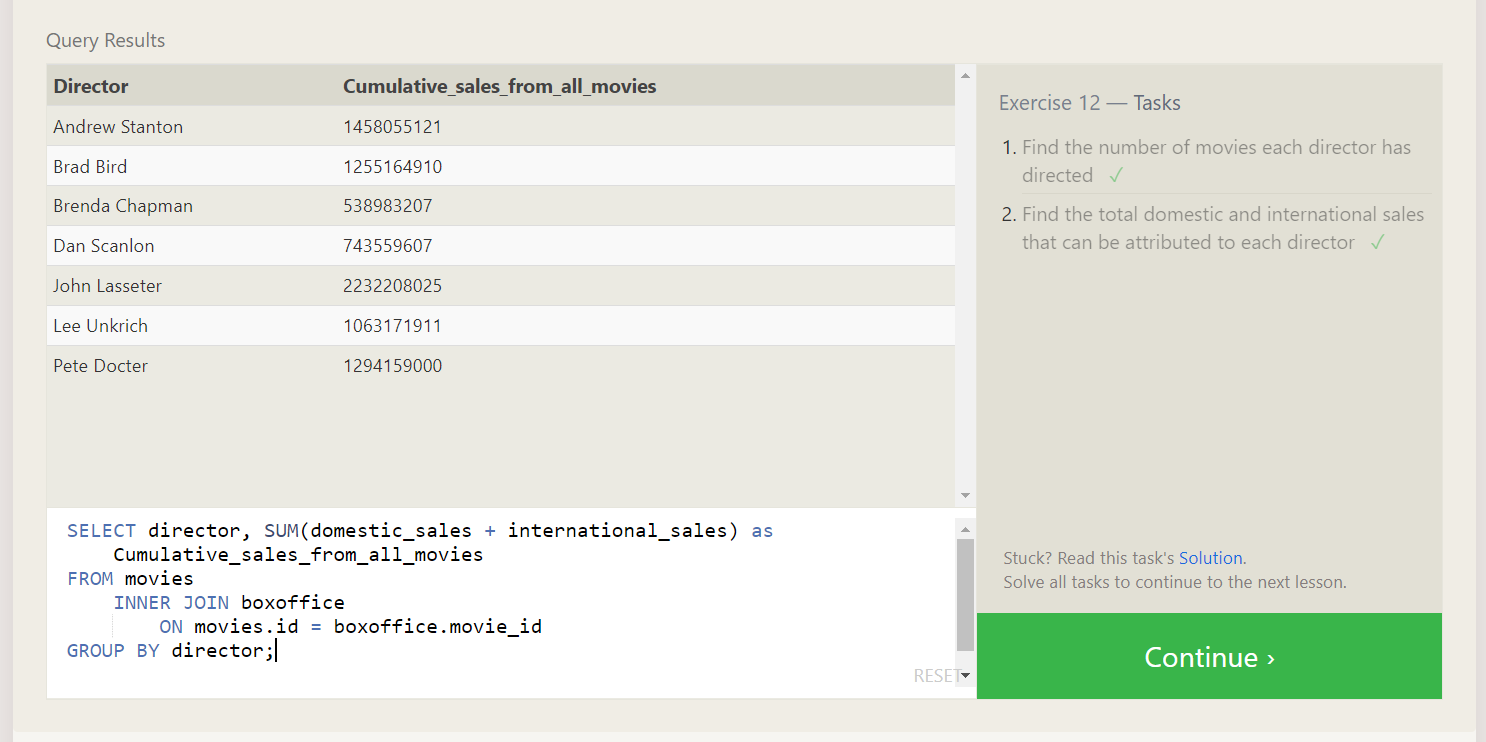 Query Results
Director Cumulative_sales_from_all_movies
Andrew Stanton 1458055121
Brad Bird 1255164910
Brenda Chapman 538983207
Dan Scanlon 743559607
John Lasseter 2232208025
Lee Unkrich 1063171911
Pete Docter 1294159000
SELECT director, SUM(domestic_sales + international_sales) as
Cumulative_sales_from_all_movies
FROM movies
INNER JOIN boxoffice
ON movies.id = boxoffice.movie_id
GROUP BY director;
RESET
Exercise 12 — Tasks
1. Find the number of movies each director has
directed ✓
2. Find the total domestic and international sales
that can be attributed to each director ✓
Stuck? Read this task's Solution.
Solve all tasks to continue to the next lesson.
Continue ›